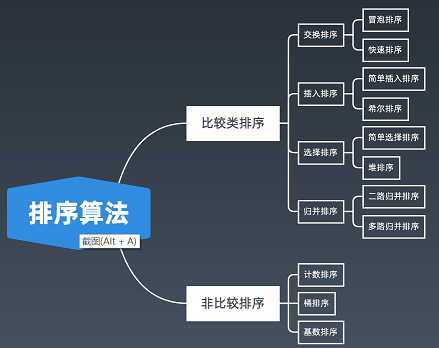 排序算法
截图(Alt + A)
比较类排序
交换排序
冒泡排序
快速排序
插入排序
简单插入排序
希尔排序
选择排序
简单选择排序
堆排序
归并排序
二路归并排序
多路归并排序
非比较排序
计数排序
桶排序
基数排序